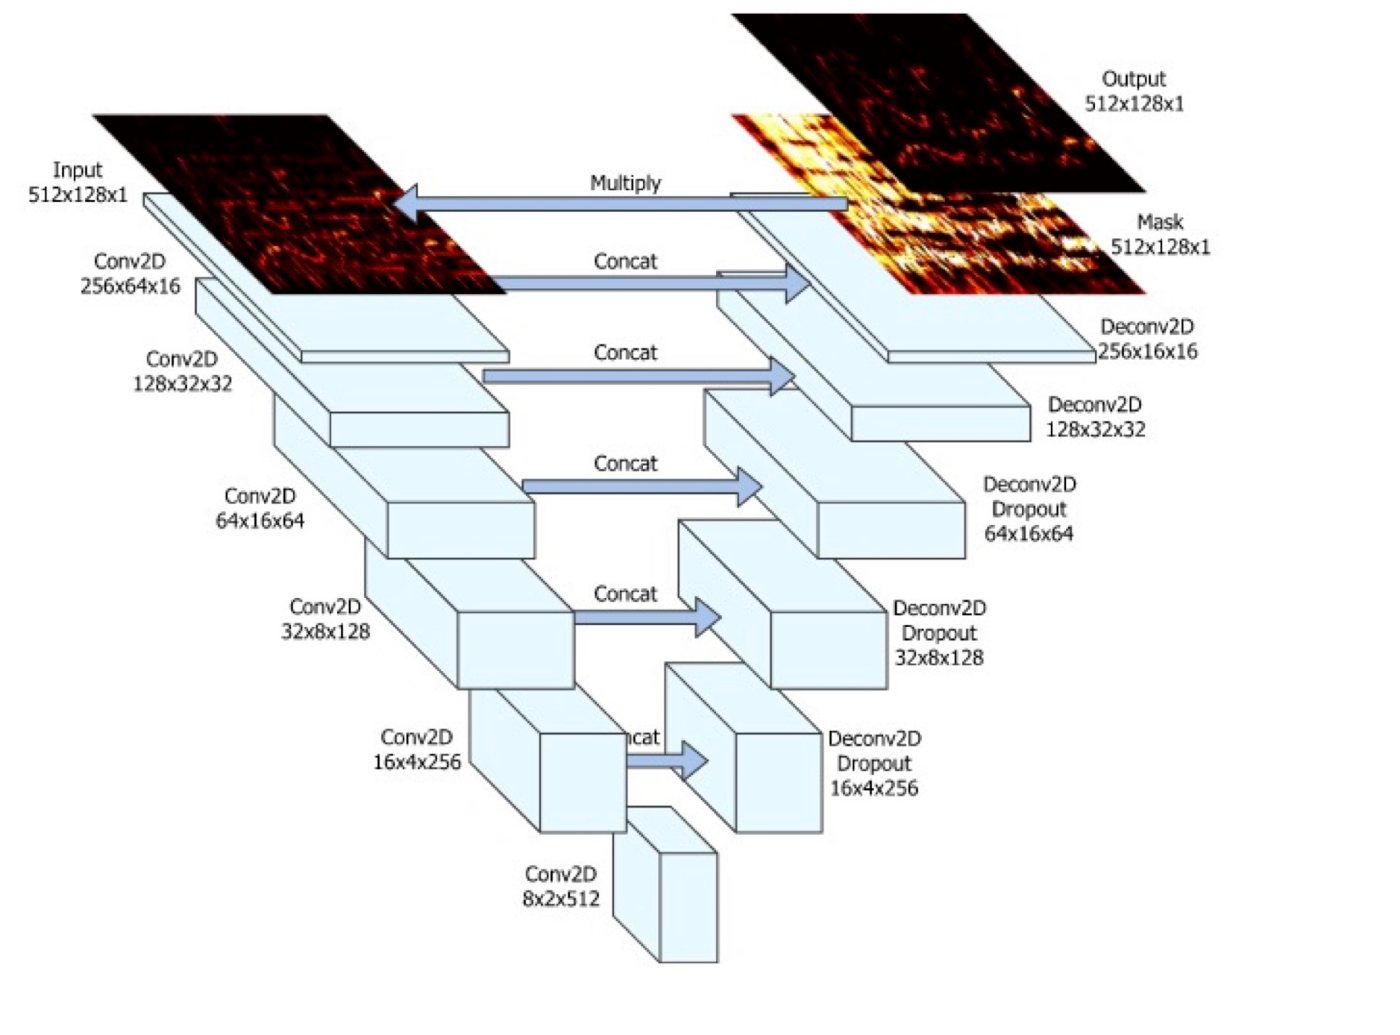 Output
512x128x1
Input
512x128x1
Multiply
Mask
512x128x1
Conv2D
256x64x16
Concat
Deconv2D
256x16x16
Conv2D
128x32x32
Concat
Deconv2D
128x32x32
Conv2D
64x16x64
Concat
Deconv2D
Dropout
64x16x64
Conv2D
32x8x128
Concat
Deconv2D
Dropout
32x8x128
Conv2D
16x4x256
ncat
Deconv2D
Dropout
16x4x256
Conv2D
8x2x512